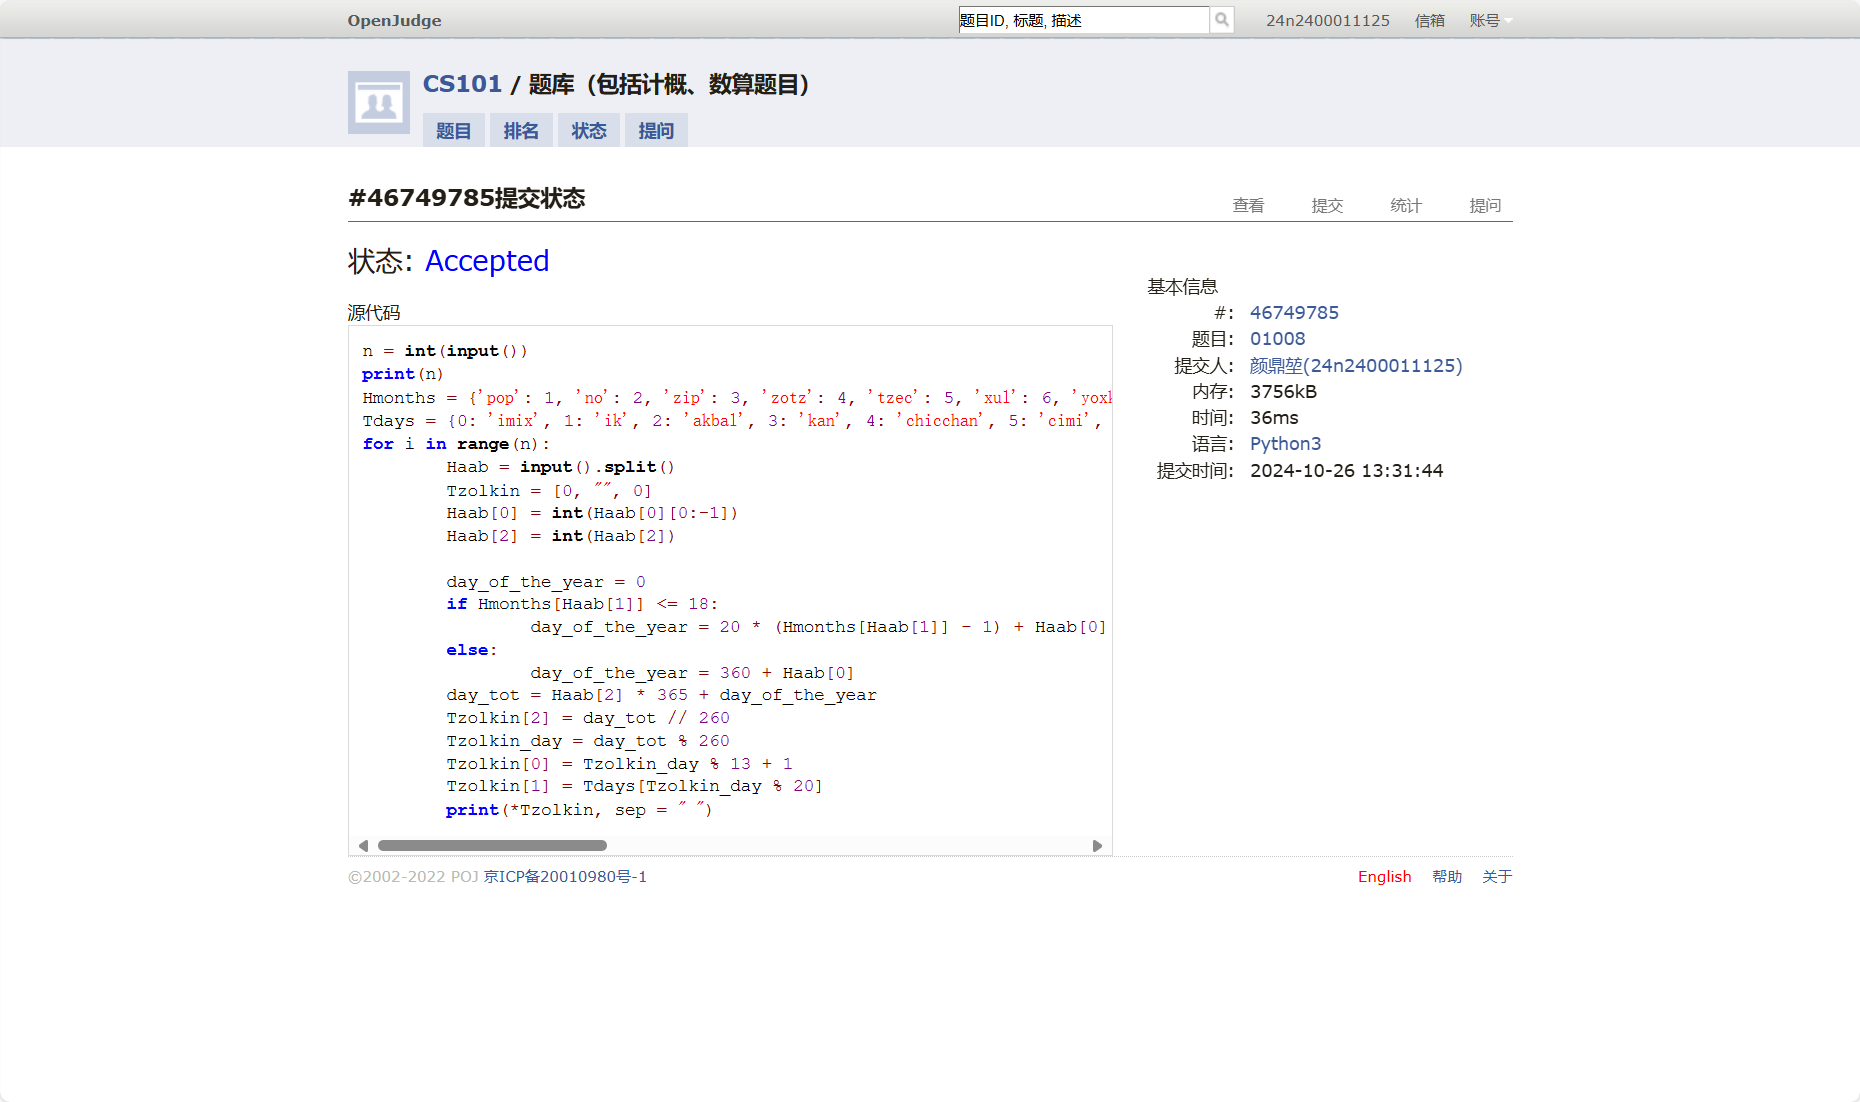 OpenJudge
题目ID, 标题, 描述
24n2400011125 信箱 账号
CS101 / 题库（包括计概、数算题目）
题目 排名 状态 提问
#46749785提交状态
查看 提交 统计 提问
状态: Accepted
源代码
n = int(input())
print(n)
Hmonths = {'pop': 1, 'no': 2, 'zip': 3, 'zotz': 4, 'tzec': 5, 'xul': 6, 'yoxk
Tdays = {0: 'imix', 1: 'ik', 2: 'akbal', 3: 'kan', 4: 'chicchan', 5: 'cimi',
for i in range(n):
        Haab = input().split()
        Tzolkin = [0, "", 0]
        Haab[0] = int(Haab[0][0:-1])
        Haab[2] = int(Haab[2])
        day_of_the_year = 0
        if Hmonths[Haab[1]] <= 18:
                day_of_the_year = 20 * (Hmonths[Haab[1]] - 1) + Haab[0]
        else:
                day_of_the_year = 360 + Haab[0]
        day_tot = Haab[2] * 365 + day_of_the_year
        Tzolkin[2] = day_tot // 260
        Tzolkin_day = day_tot % 260
        Tzolkin[0] = Tzolkin_day % 13 + 1
        Tzolkin[1] = Tdays[Tzolkin_day % 20]
        print(*Tzolkin, sep = " ")
基本信息
#: 46749785
题目: 01008
提交人: 颜鼎堃(24n2400011125)
内存: 3756kB
时间: 36ms
语言: Python3
提交时间: 2024-10-26 13:31:44
©2002-2022 POJ 京ICP备20010980号-1
English 帮助 关于